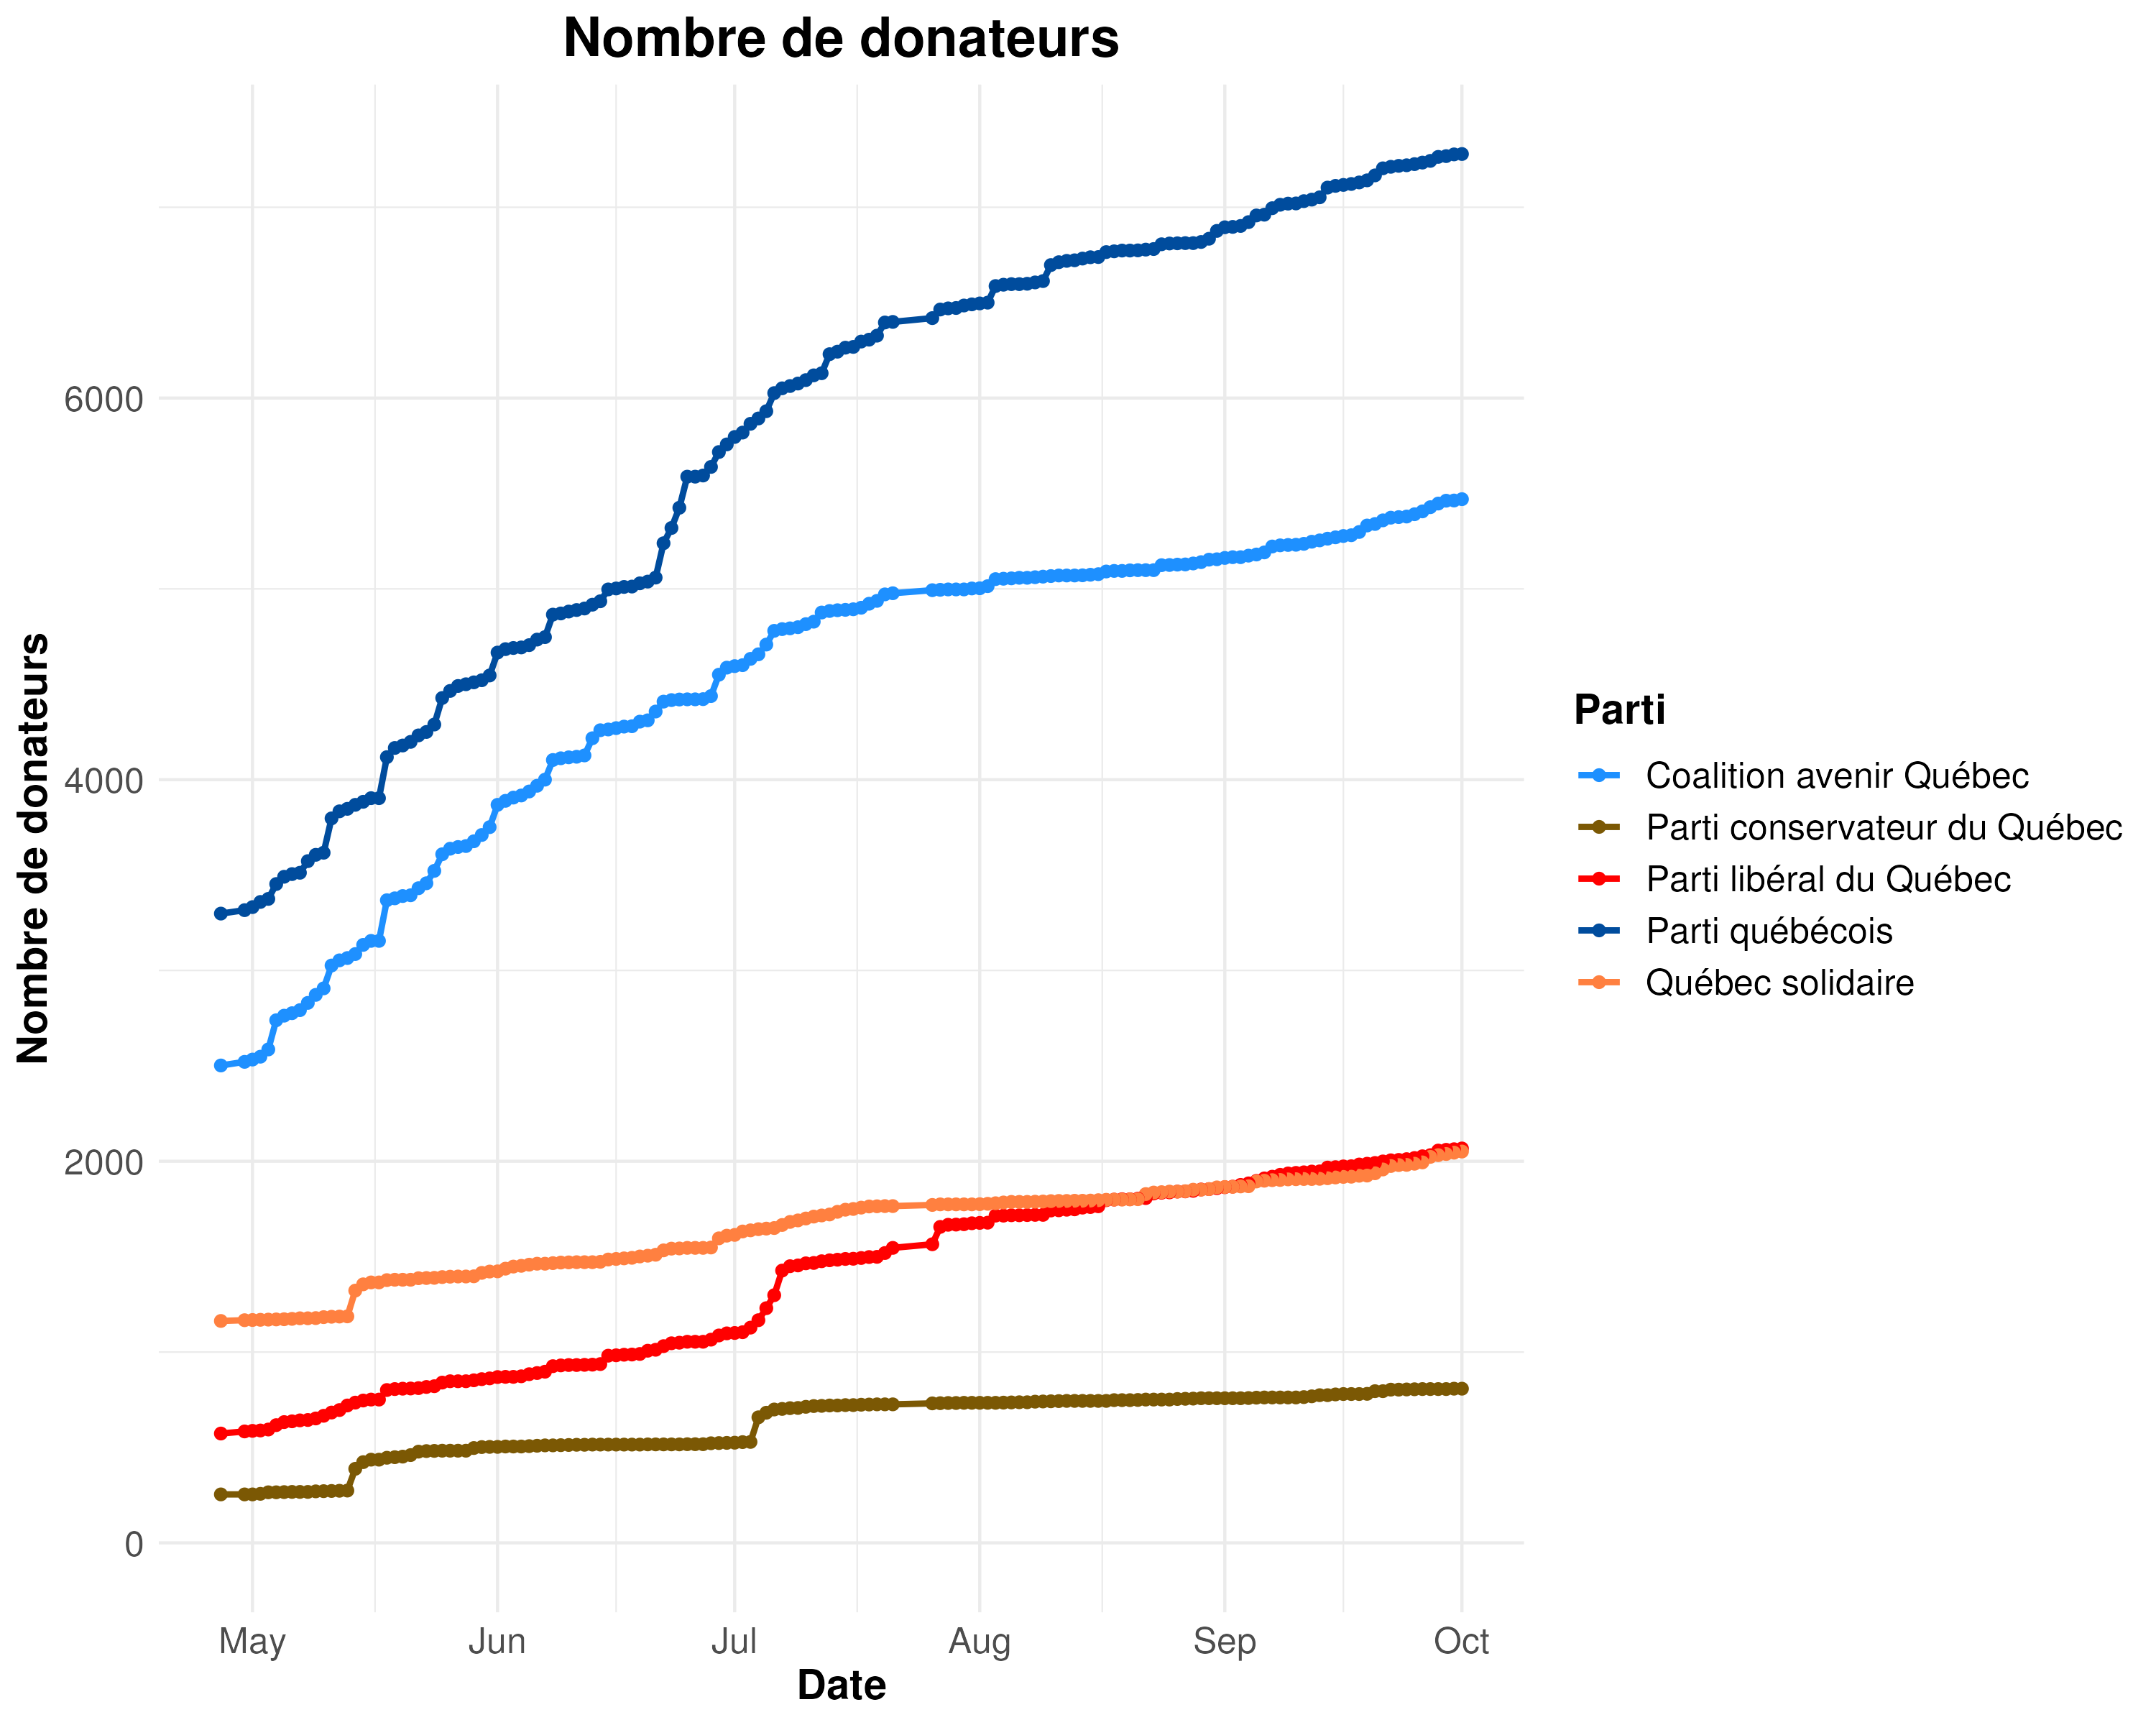 Nombre de donateurs
Nombre de donateurs
6000
4000
2000
0
May
Jun
Jul
Aug
Sep
Oct
Date
Parti
Coalition avenir Québec
Parti conservateur du Québec
Parti libéral du Québec
Parti québécois
Québec solidaire